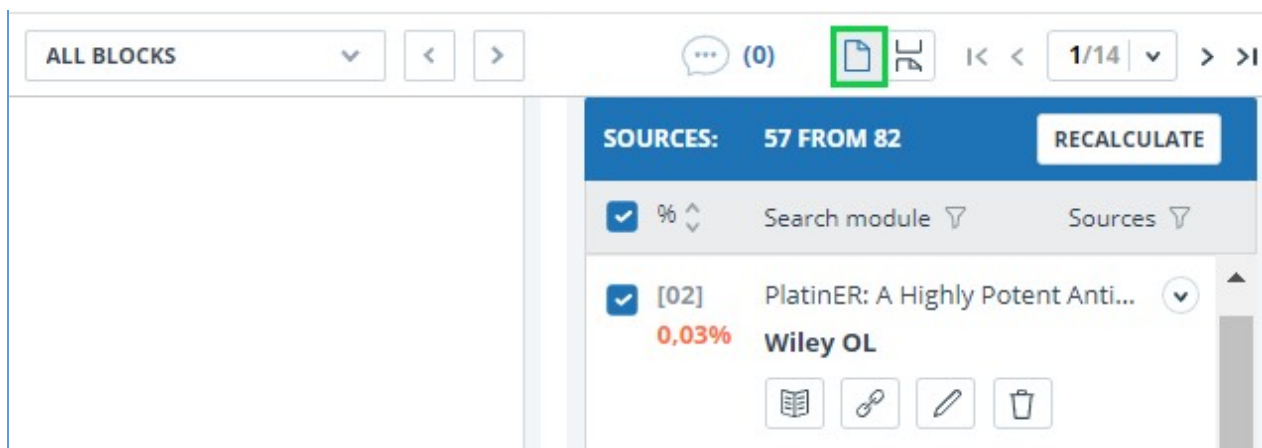 ALL BLOCKS
(0)
1/14
SOURCES: 57 FROM 82 RECALCULATE
% Search module Sources
[02] PlatinER: A Highly Potent Anti...
0,03% Wiley OL